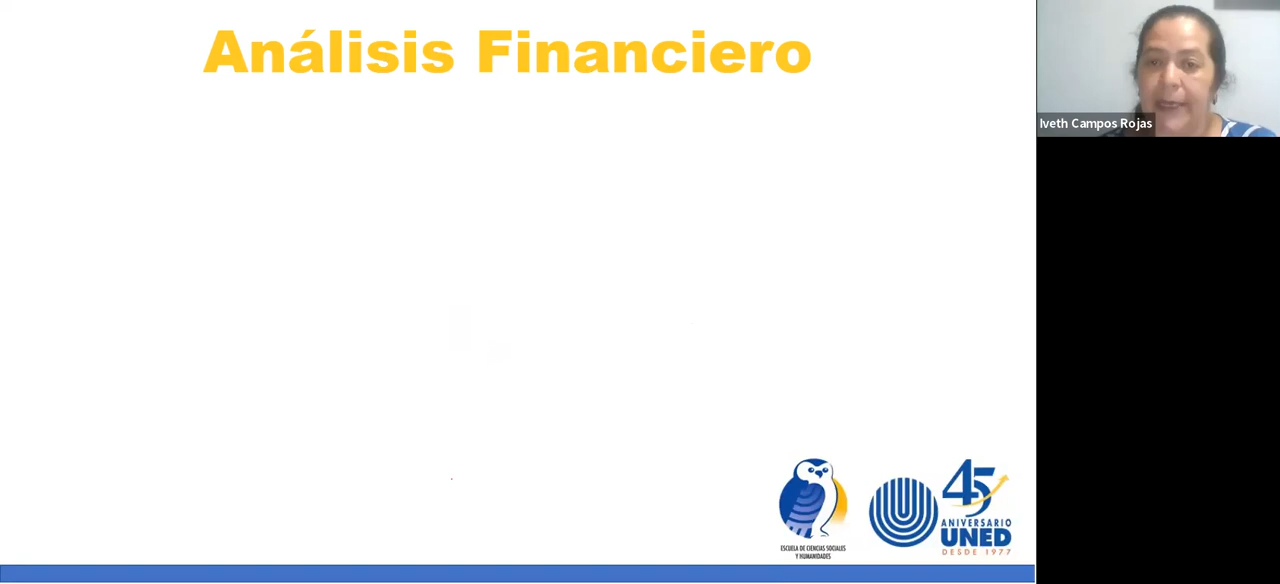 Análisis Financiero
Iveth Campos Rojas
ESCUELA DE CIENCIAS SOCIALES
Y HUMANIDADES
45
ANIVERSARIO
UNED
DESDE 1977